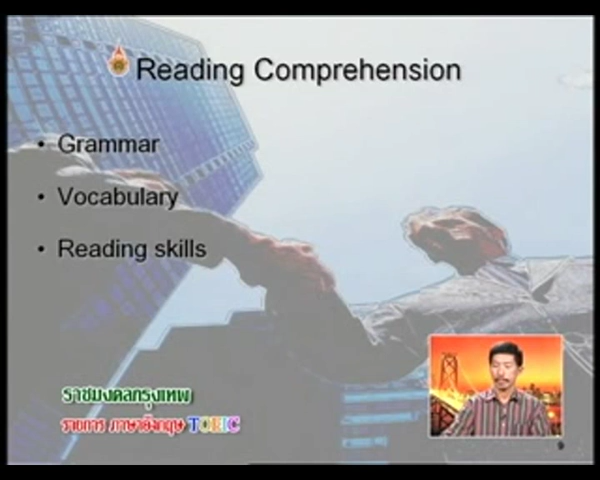 Reading Comprehension
• Grammar
• Vocabulary
• Reading skills
ราชมงคลกรุงเทพ
รายการ ภาษาอังกฤษ TOEIC
9